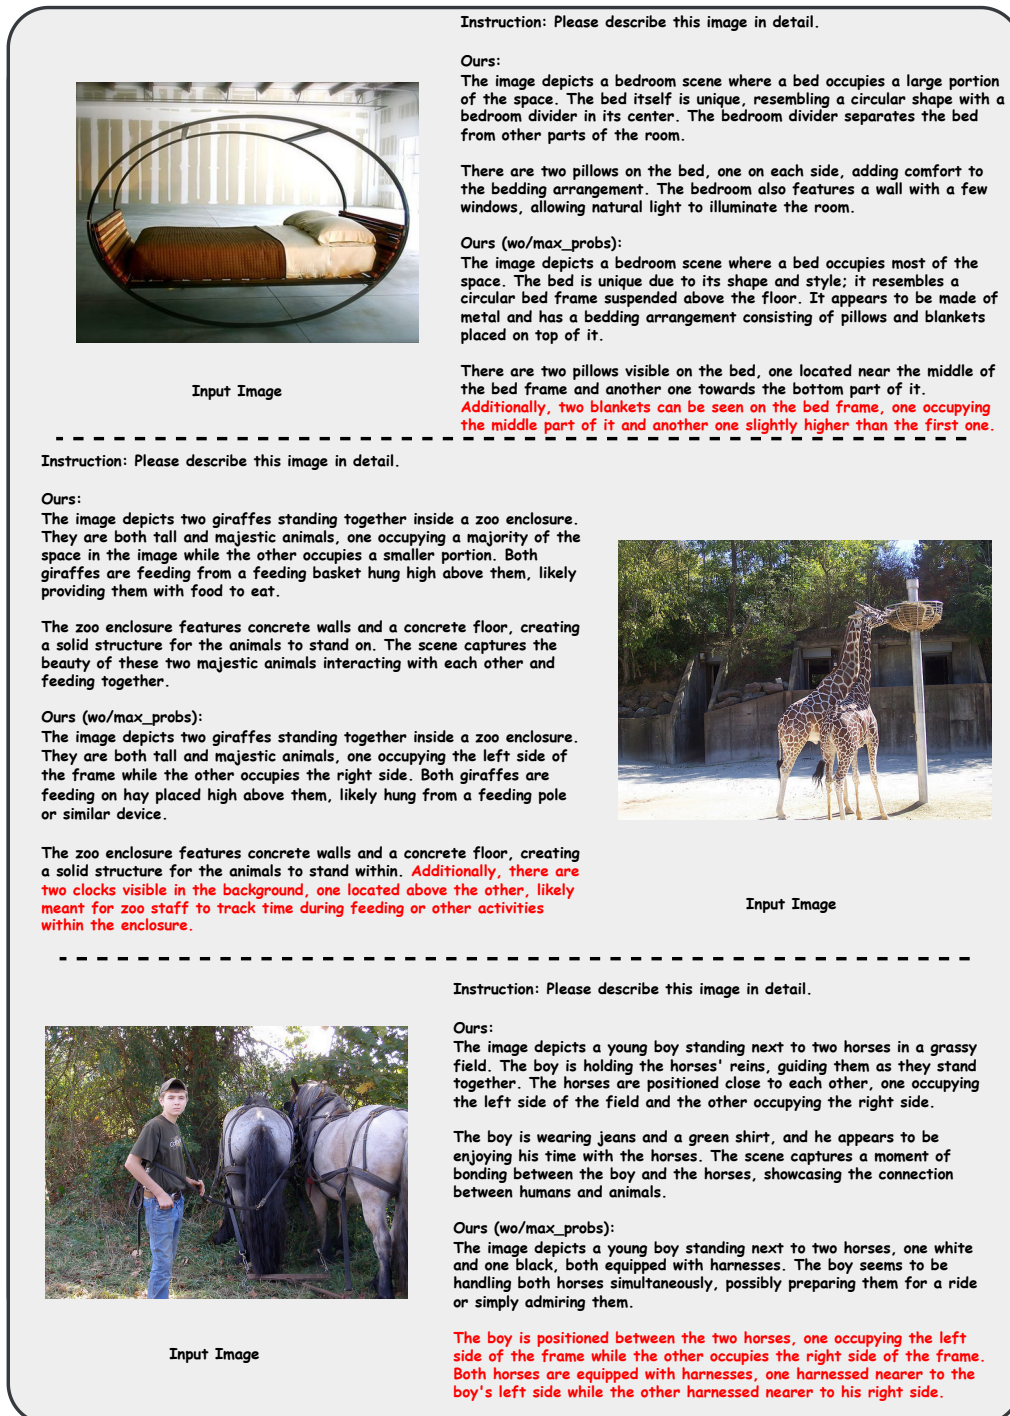 Instruction: Please describe this image in detail.
Ours:
The image depicts a bedroom scene where a bed occupies a large portion
of the space. The bed itself is unique, resembling a circular shape with a
bedroom divider in its center. The bedroom divider separates the bed
from other parts of the room.
There are two pillows on the bed, one on each side, adding comfort to
the bedding arrangement. The bedroom also features a wall with a few
windows, allowing natural light to illuminate the room.
Ours (wo/max_probs):
The image depicts a bedroom scene where a bed occupies most of the
space. The bed is unique due to its shape and style; it resembles a
circular bed frame suspended above the floor. It appears to be made of
metal and has a bedding arrangement consisting of pillows and blankets
placed on top of it.
There are two pillows visible on the bed, one located near the middle of
the bed frame and another one towards the bottom part of it.
Additionally, two blankets can be seen on the bed frame, one occupying
the middle part of it and another one slightly higher than the first one.
Input Image
Instruction: Please describe this image in detail.
Ours:
The image depicts two giraffes standing together inside a zoo enclosure.
They are both tall and majestic animals, one occupying a majority of the
space in the image while the other occupies a smaller portion. Both
giraffes are feeding from a feeding basket hung high above them, likely
providing them with food to eat.
The zoo enclosure features concrete walls and a concrete floor, creating
a solid structure for the animals to stand on. The scene captures the
beauty of these two majestic animals interacting with each other and
feeding together.
Ours (wo/max_probs):
The image depicts two giraffes standing together inside a zoo enclosure.
They are both tall and majestic animals, one occupying the left side of
the frame while the other occupies the right side. Both giraffes are
feeding on hay placed high above them, likely hung from a feeding pole
or similar device.
The zoo enclosure features concrete walls and a concrete floor, creating
a solid structure for the animals to stand within. Additionally, there are
two clocks visible in the background, one located above the other, likely
meant for zoo staff to track time during feeding or other activities
within the enclosure.
Input Image
Instruction: Please describe this image in detail.
Ours:
The image depicts a young boy standing next to two horses in a grassy
field. The boy is holding the horses' reins, guiding them as they stand
together. The horses are positioned close to each other, one occupying
the left side of the field and the other occupying the right side.
The boy is wearing jeans and a green shirt, and he appears to be
enjoying his time with the horses. The scene captures a moment of
bonding between the boy and the horses, showcasing the connection
between humans and animals.
Ours (wo/max_probs):
The image depicts a young boy standing next to two horses, one white
and one black, both equipped with harnesses. The boy seems to be
handling both horses simultaneously, possibly preparing them for a ride
or simply admiring them.
The boy is positioned between the two horses, one occupying the left
side of the frame while the other occupies the right side of the frame.
Both horses are equipped with harnesses, one harnessed nearer to the
boy's left side while the other harnessed nearer to his right side.
Input Image